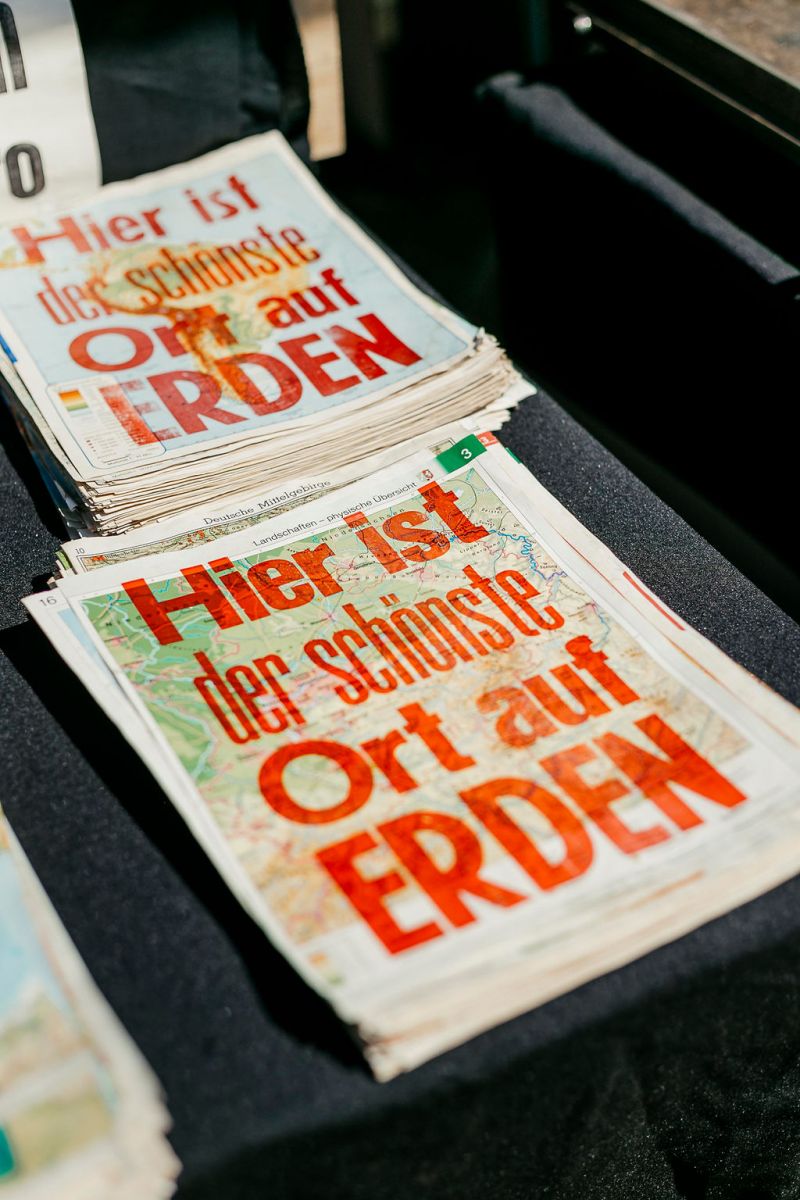 Hier ist
der schönste
Ort auf
ERDEN
Deutsche Mittelgebirge
10
Landschaften – physische Übersicht
3
16
Hier ist
der schönste
Ort auf
ERDEN